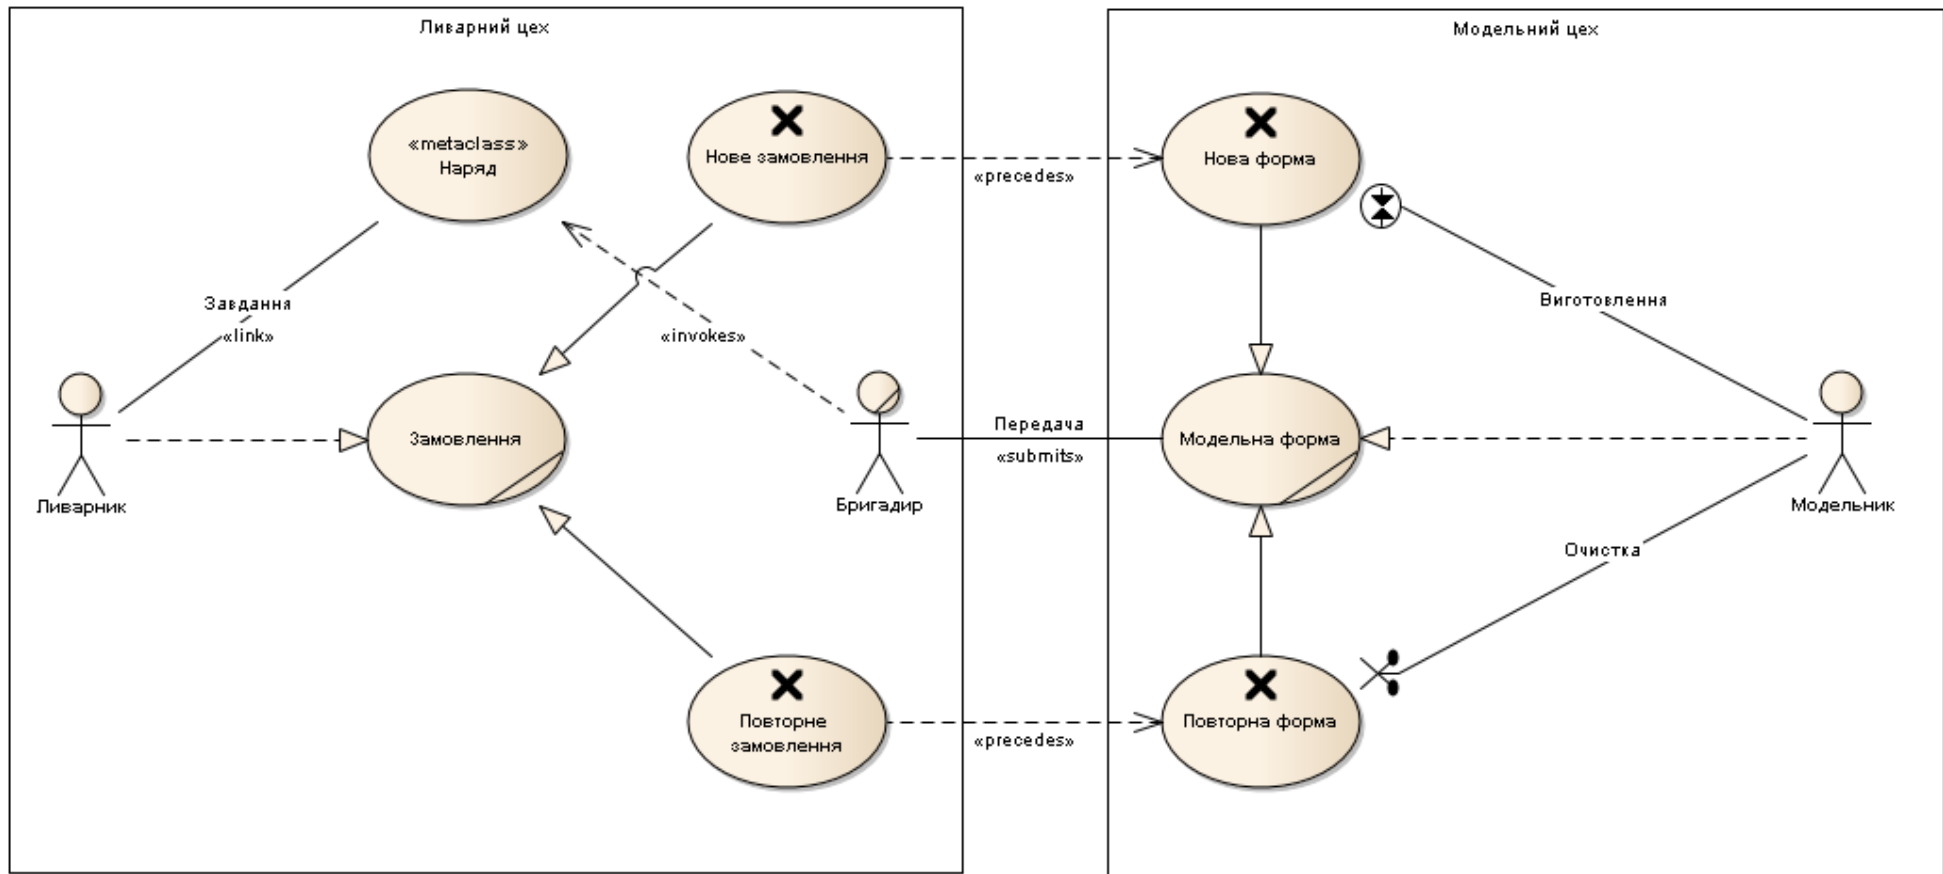 Ливарний цех
Модельний цех
«metaclass»
Наряд
Нове замовлення
Нова форма
«precedes»
Завдання
«link»
Виготовлення
«invokes»
Замовлення
Передача
«submits»
Модельна форма
Ливарник
Бригадир
Модельник
Очистка
Повторне
замовлення
Повторна форма
«precedes»